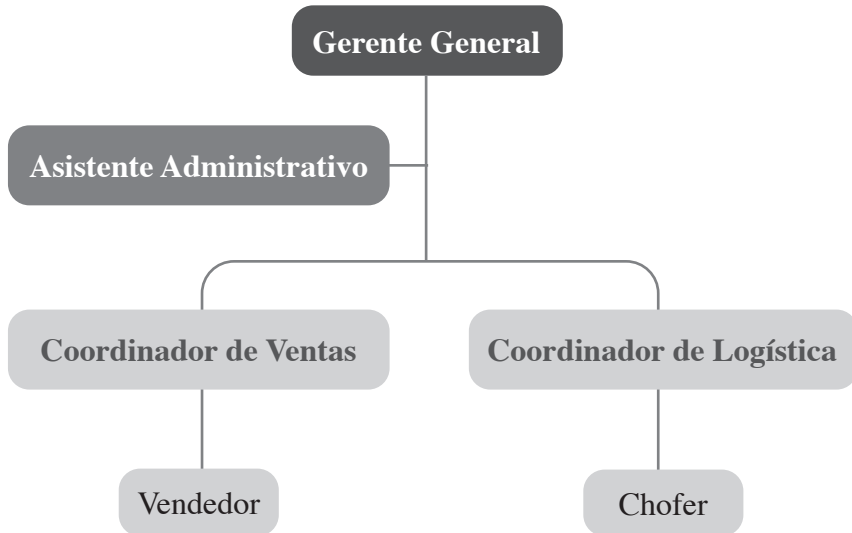 Gerente General
Asistente Administrativo
Coordinador de Ventas
Coordinador de Logística
Vendedor
Chofer